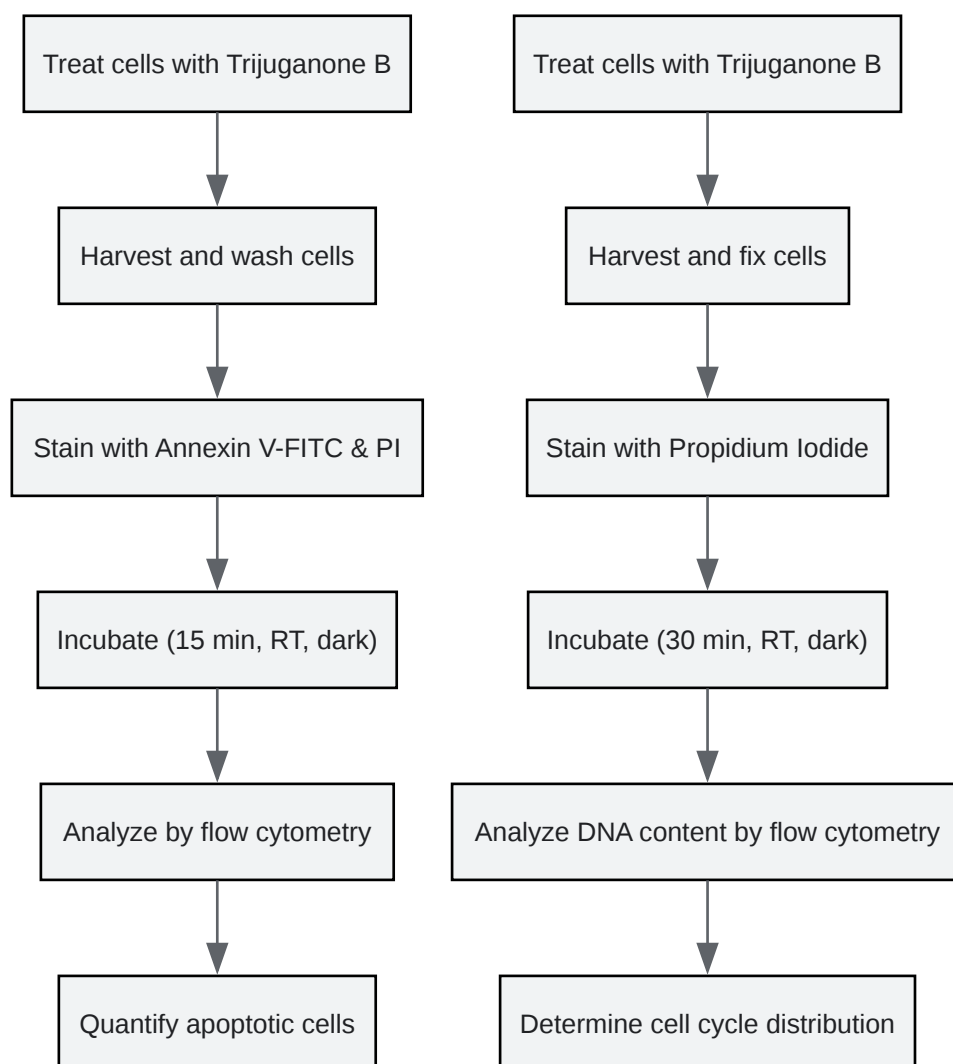 Treat cells with Trijuganone B
Harvest and wash cells
Stain with Annexin V-FITC & PI
Incubate (15 min, RT, dark)
Analyze by flow cytometry
Quantify apoptotic cells
Treat cells with Trijuganone B
Harvest and fix cells
Stain with Propidium Iodide
Incubate (30 min, RT, dark)
Analyze DNA content by flow cytometry
Determine cell cycle distribution